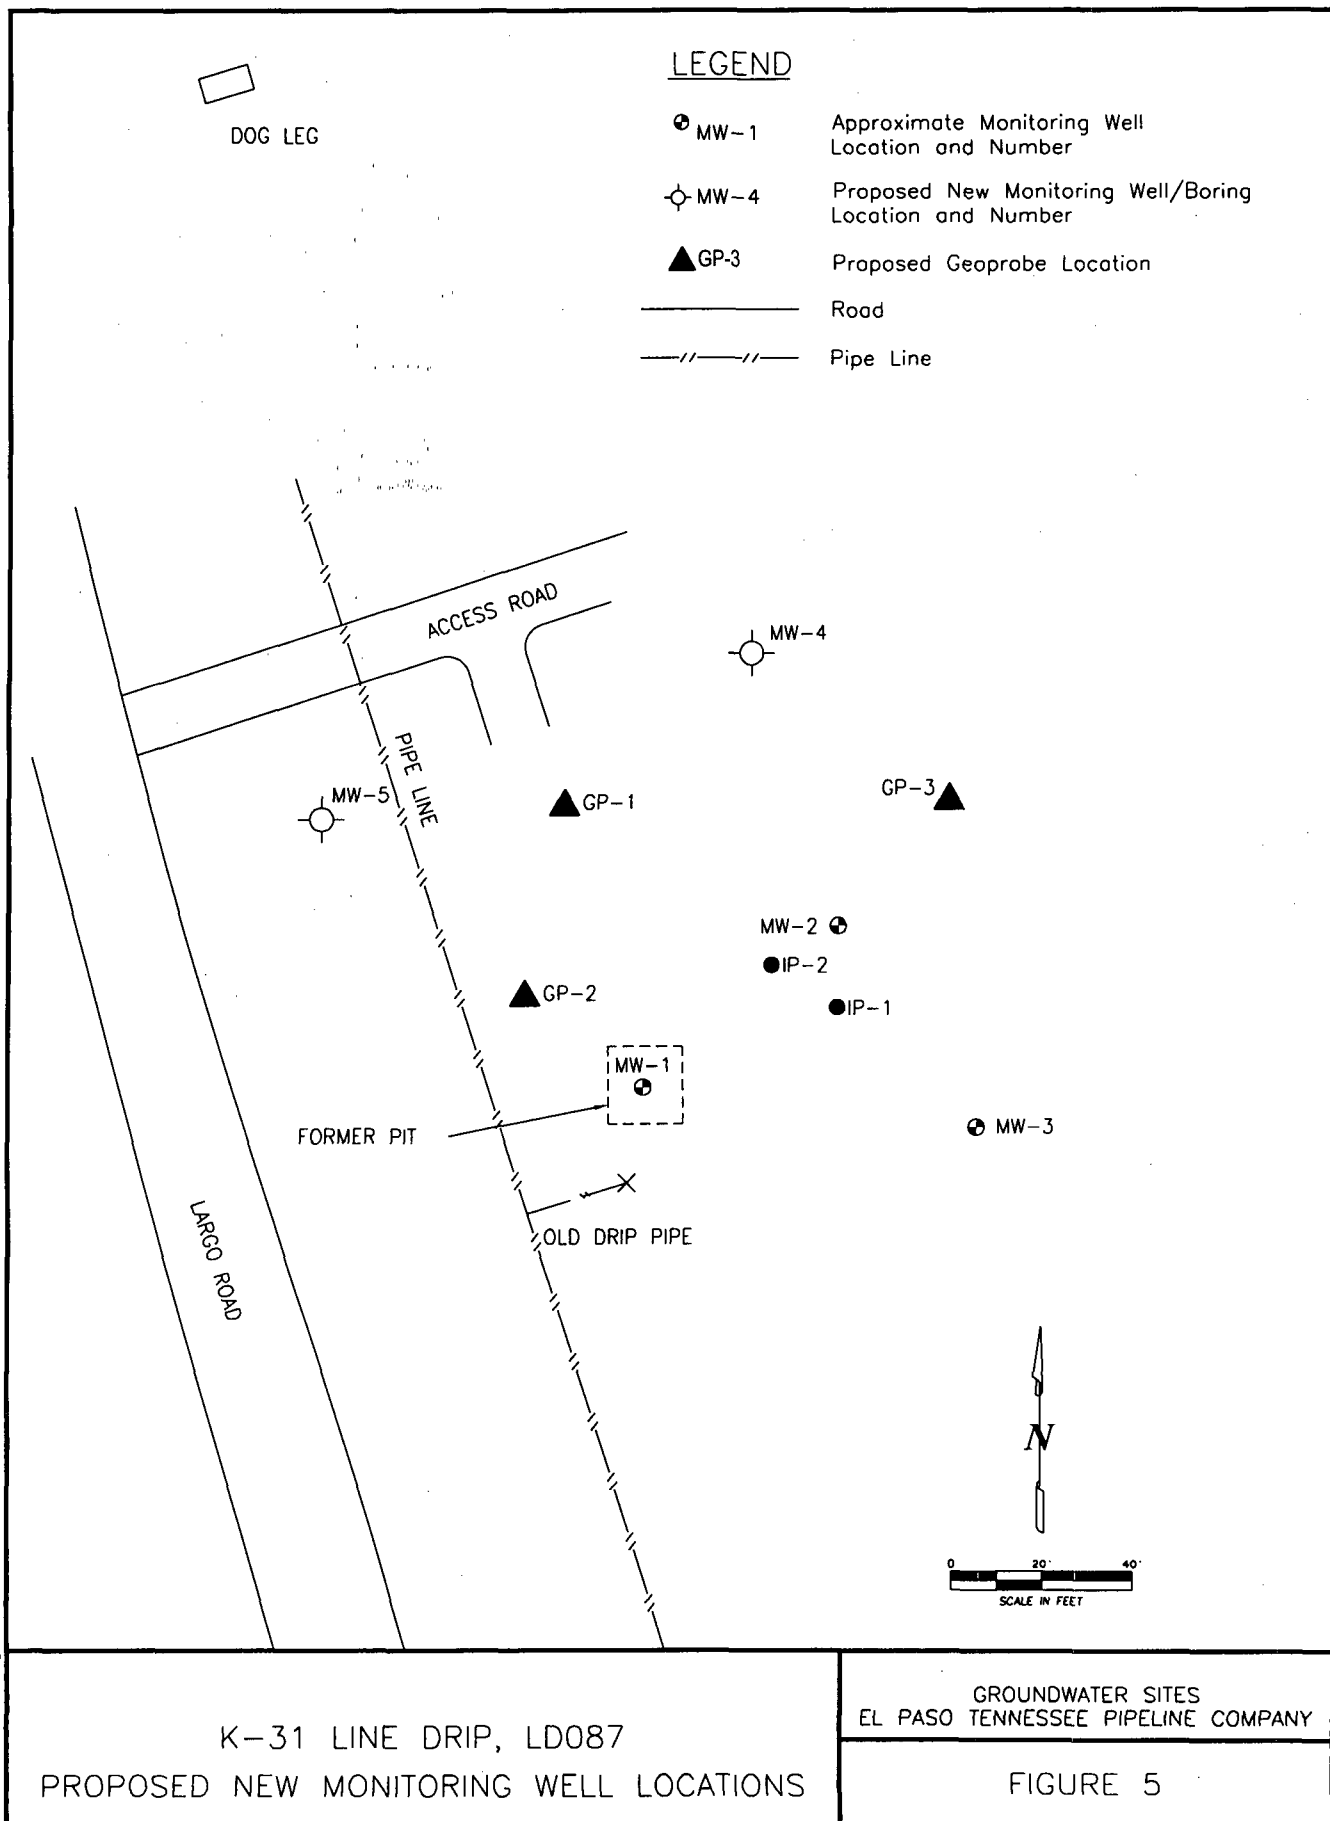 LEGEND
DOG LEG
MW-1 Approximate Monitoring Well
Location and Number
MW-4 Proposed New Monitoring Well/Boring
Location and Number
GP-3 Proposed Geoprobe Location
Road
Pipe Line
ACCESS ROAD
MW-4
PIPE LINE
MW-5
GP-1
GP-3
MW-2
IP-2
GP-2
IP-1
MW-1
FORMER PIT
MW-3
LARGO ROAD
OLD DRIP PIPE
N
0 20' 40'
SCALE IN FEET
K-31 LINE DRIP, LD087
PROPOSED NEW MONITORING WELL LOCATIONS
GROUNDWATER SITES
EL PASO TENNESSEE PIPELINE COMPANY
FIGURE 5